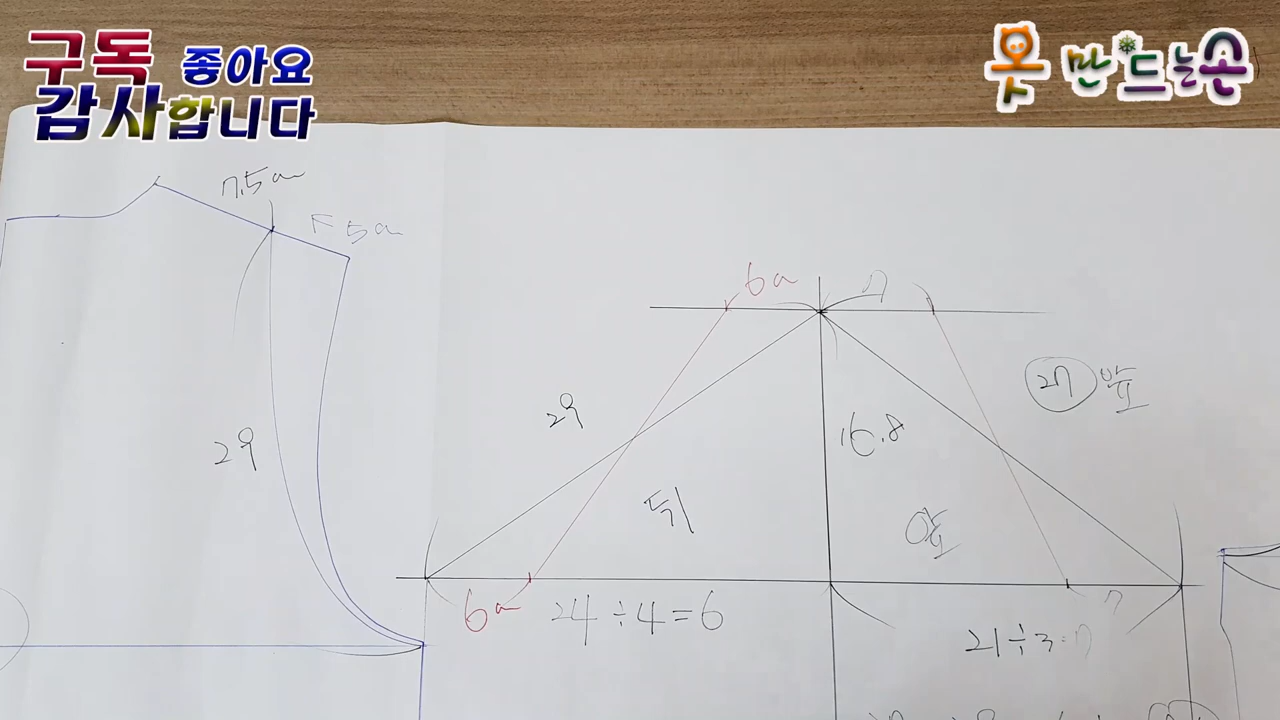 구독 좋아요
감사합니다
옷 만드는 손
7.5cm
5cm
29
6cm
7
29
27 앞
16.8
뒤
앞
6cm
24÷4=6
7
21÷3=7